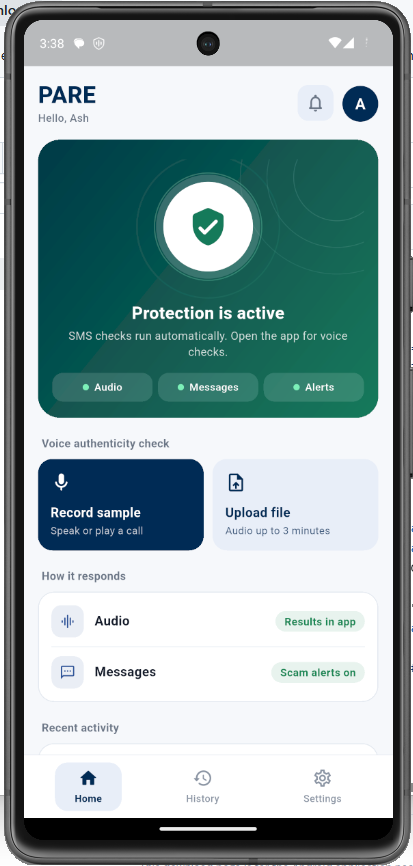 3:38
PARE
Hello, Ash
A
Protection is active
SMS checks run automatically. Open the app for voice
checks.
Audio
Messages
Alerts
Voice authenticity check
Record sample
Speak or play a call
Upload file
Audio up to 3 minutes
How it responds
Audio
Results in app
Messages
Scam alerts on
Recent activity
Home
History
Settings